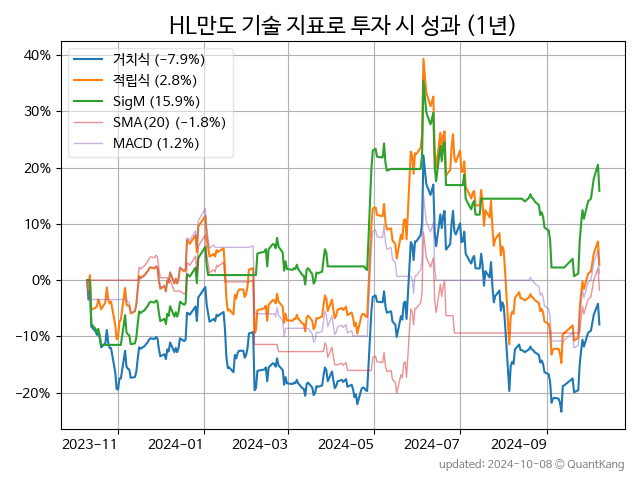 HL만도 기술 지표로 투자 시 성과 (1년)
거치식 (−7.9%)
적립식 (2.8%)
SigM (15.9%)
SMA(20) (−1.8%)
MACD (1.2%)
40%
30%
20%
10%
0%
−10%
−20%
2023-11 2024-01 2024-03 2024-05 2024-07 2024-09
updated: 2024-10-08 © QuantKang